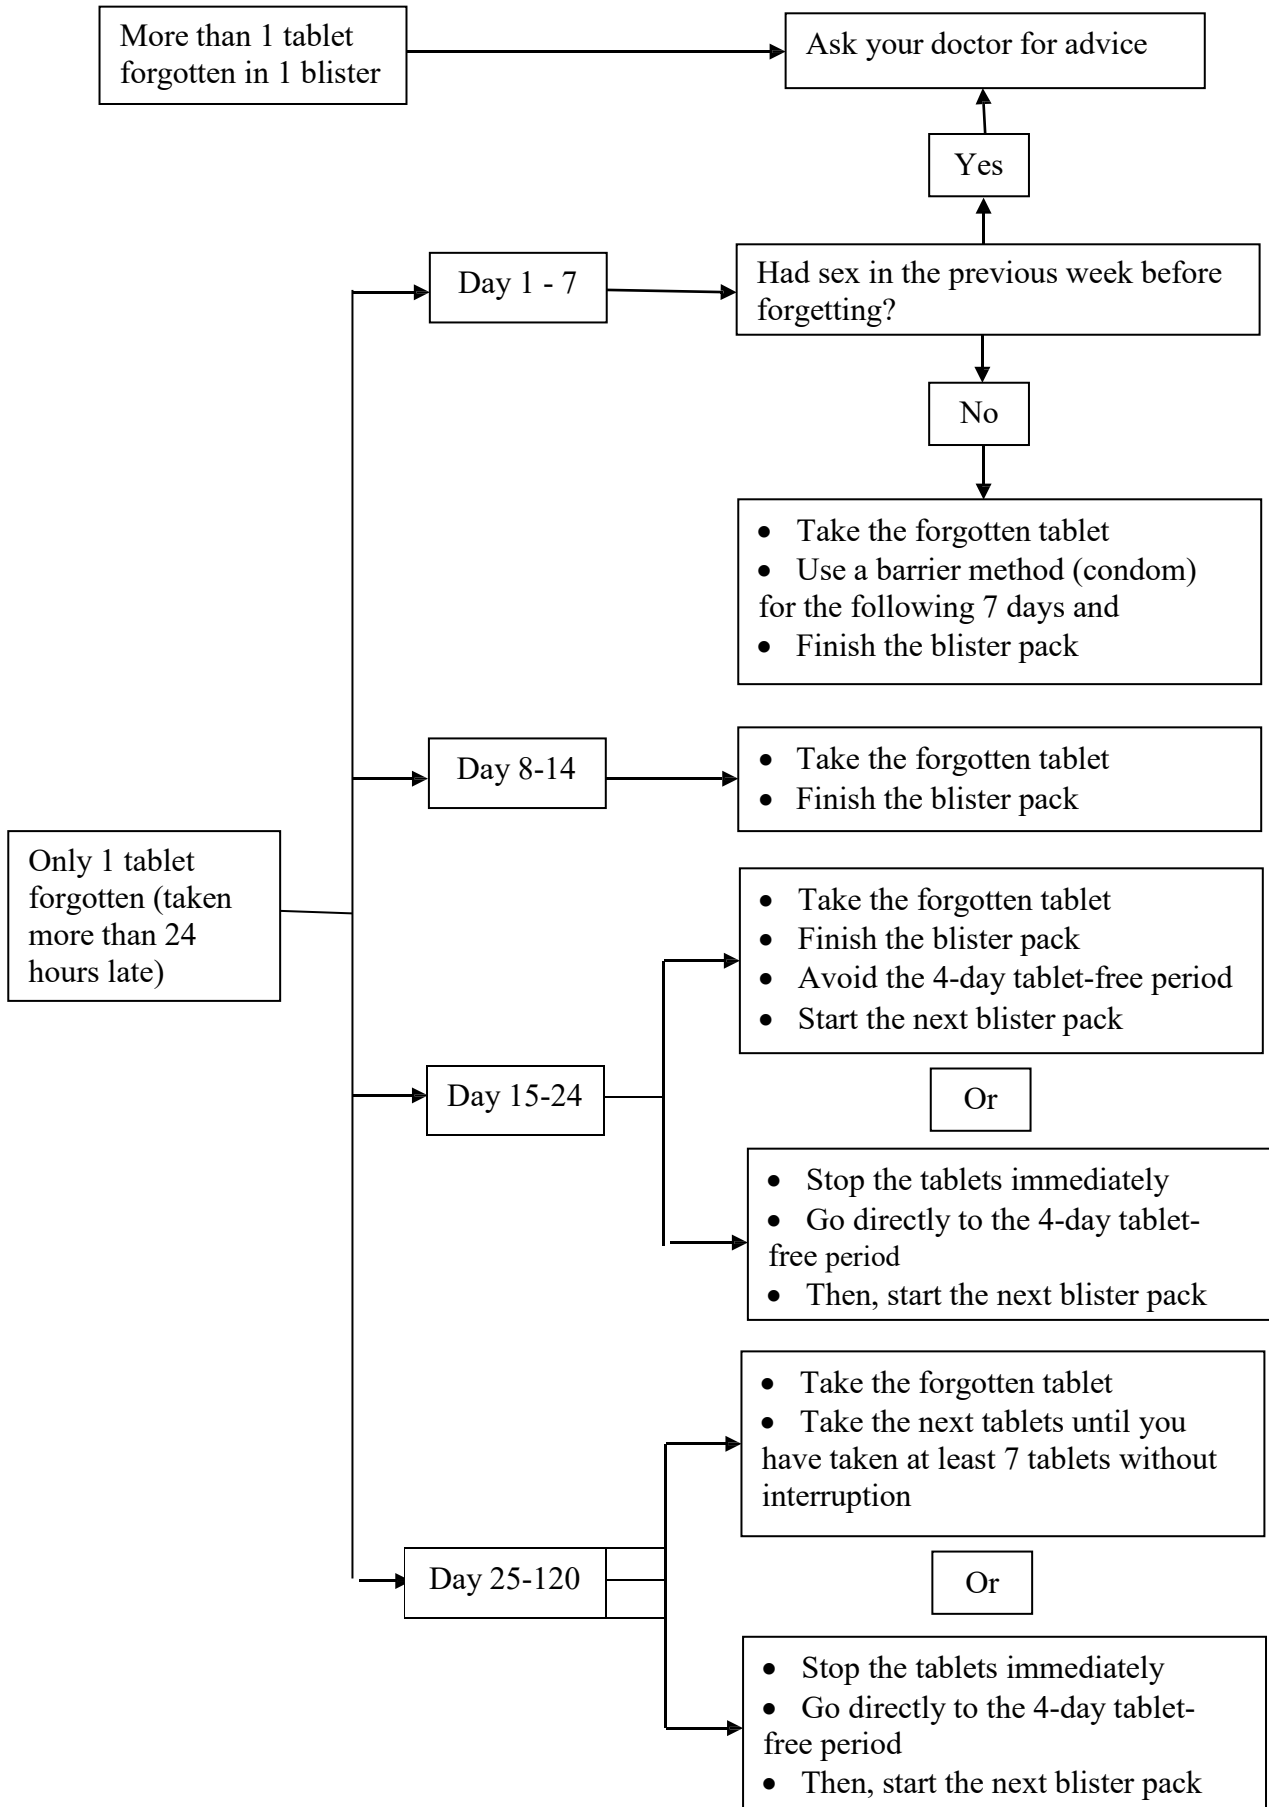 More than 1 tablet
forgotten in 1 blister
Ask your doctor for advice
Yes
Day 1 - 7
Had sex in the previous week before
forgetting?
No
• Take the forgotten tablet
• Use a barrier method (condom)
for the following 7 days and
• Finish the blister pack
Day 8-14
• Take the forgotten tablet
• Finish the blister pack
Only 1 tablet
forgotten (taken
more than 24
hours late)
• Take the forgotten tablet
• Finish the blister pack
• Avoid the 4-day tablet-free period
• Start the next blister pack
Day 15-24
Or
• Stop the tablets immediately
• Go directly to the 4-day tablet-
free period
• Then, start the next blister pack
• Take the forgotten tablet
• Take the next tablets until you
have taken at least 7 tablets without
interruption
Day 25-120
Or
• Stop the tablets immediately
• Go directly to the 4-day tablet-
free period
• Then, start the next blister pack